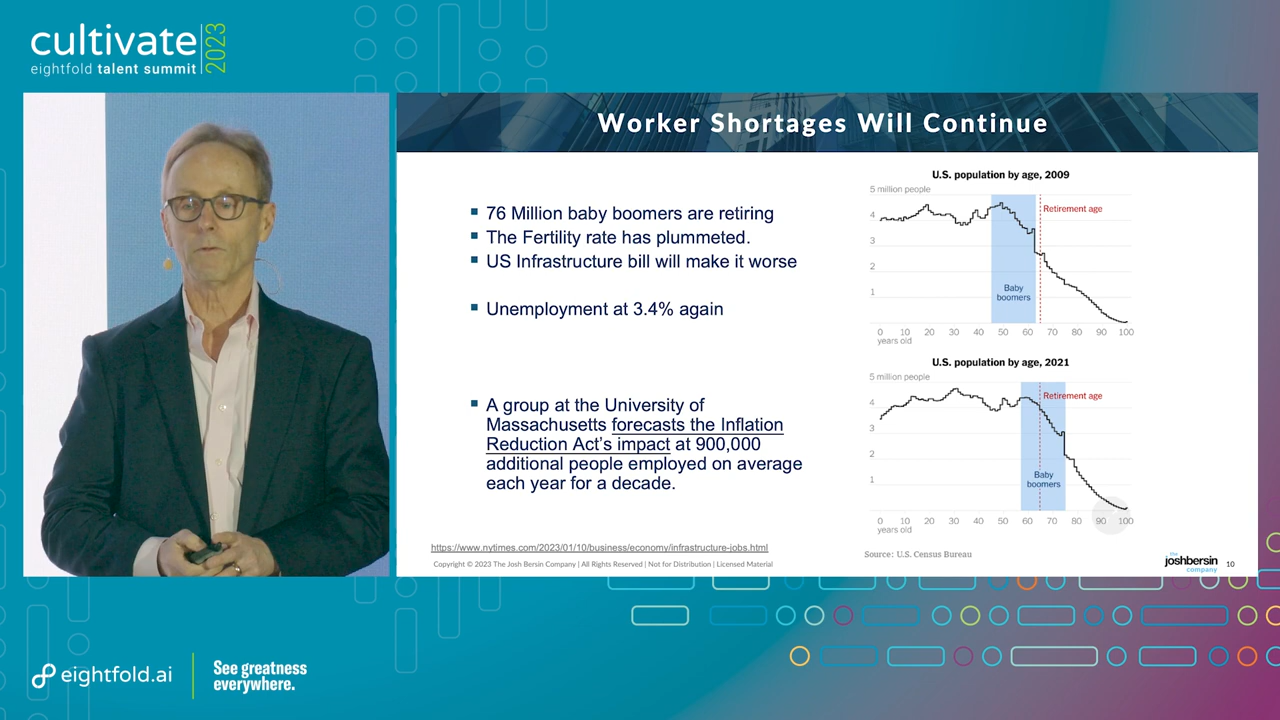 cultivate 2023
eightfold talent summit
Worker Shortages Will Continue
76 Million baby boomers are retiring
The Fertility rate has plummeted.
US Infrastructure bill will make it worse
Unemployment at 3.4% again
A group at the University of
Massachusetts forecasts the Inflation
Reduction Act's impact at 900,000
additional people employed on average
each year for a decade.
https://www.nytimes.com/2023/01/10/business/economy/infrastructure-jobs.html
Copyright © 2023 The Josh Bersin Company | All Rights Reserved | Not for Distribution | Licensed Material
U.S. population by age, 2009
5 million people
4
Retirement age
3
2
Baby
boomers
1
0 10 20 30 40 50 60 70 80 90 100
years old
U.S. population by age, 2021
5 million people
Retirement age
4
3
2
1
Baby
boomers
0 10 20 30 40 50 60 70 80 90 100
years old
Source: U.S. Census Bureau
the
joshbersin
company
10
eightfold.ai
See greatness
everywhere.